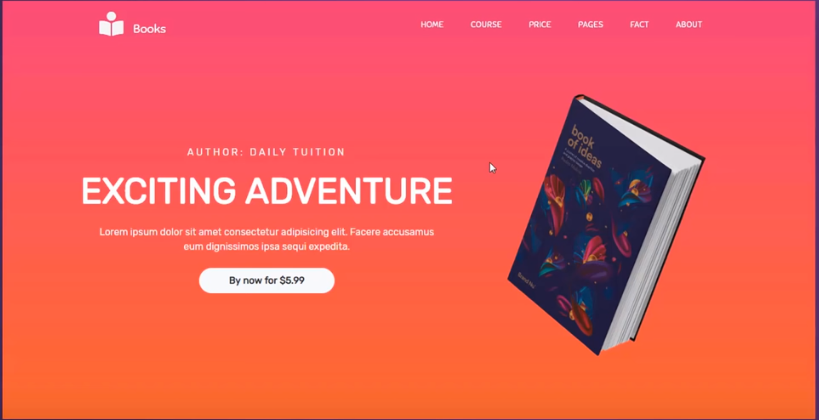 Books
HOME COURSE PRICE PAGES FACT ABOUT
AUTHOR: DAILY TUITION
EXCITING ADVENTURE
Lorem ipsum dolor sit amet consectetur adipisicing elit. Facere accusamus
eum dignissimos ipsa sequi expedita.
By now for $5.99
book
of ideas